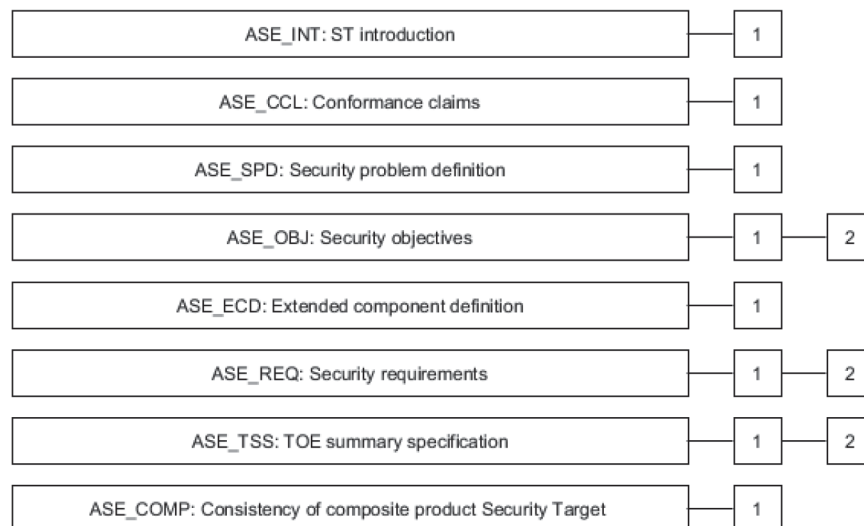 ASE_INT: ST introduction 1
ASE_CCL: Conformance claims 1
ASE_SPD: Security problem definition 1
ASE_OBJ: Security objectives 1 2
ASE_ECD: Extended component definition 1
ASE_REQ: Security requirements 1 2
ASE_TSS: TOE summary specification 1 2
ASE_COMP: Consistency of composite product Security Target 1